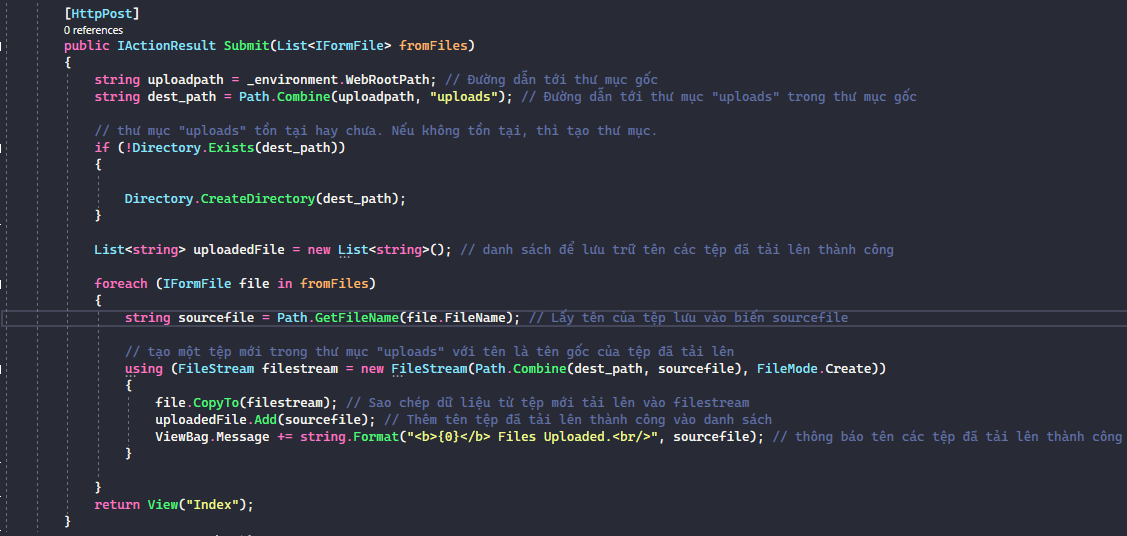 [HttpPost]
0 references
public IActionResult Submit(List<IFormFile> fromFiles)
{
string uploadpath = _environment.WebRootPath; // Đường dẫn tới thư mục gốc
string dest_path = Path.Combine(uploadpath, "uploads"); // Đường dẫn tới thư mục "uploads" trong thư mục gốc
// thư mục "uploads" tồn tại hay chưa. Nếu không tồn tại, thì tạo thư mục.
if (!Directory.Exists(dest_path))
{
Directory.CreateDirectory(dest_path);
}
List<string> uploadedFile = new List<string>(); // danh sách để lưu trữ tên các tệp đã tải lên thành công
foreach (IFormFile file in fromFiles)
{
string sourcefile = Path.GetFileName(file.FileName); // Lấy tên của tệp lưu vào biến sourcefile
// tạo một tệp mới trong thư mục "uploads" với tên là tên gốc của tệp đã tải lên
using (FileStream filestream = new FileStream(Path.Combine(dest_path, sourcefile), FileMode.Create))
{
file.CopyTo(filestream); // Sao chép dữ liệu từ tệp mới tải lên vào filestream
uploadedFile.Add(sourcefile); // Thêm tên tệp đã tải lên thành công vào danh sách
ViewBag.Message += string.Format("<b>{0}</b> Files Uploaded.<br/>", sourcefile); // thông báo tên các tệp đã tải lên thành công
}
}
return View("Index");
}